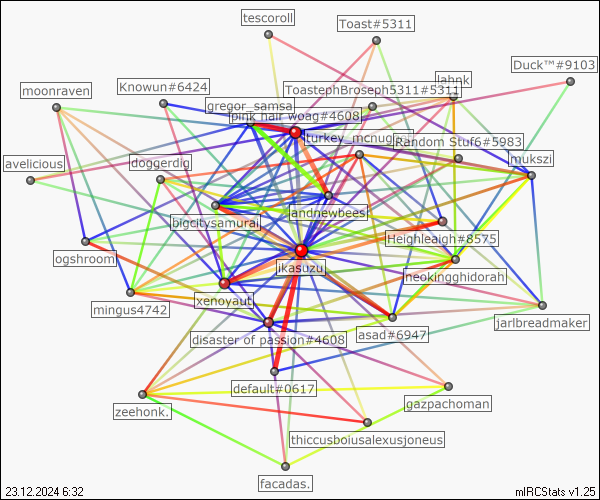 tescoroll
Toast#5311
Duck™#9103
lahnk
moonraven
Knowun#6424
ToastephBroseph5311#5311
gregor_samsa
pink hair woag#4608
turkey_mcnug
Random Stuf6#5983
avelicious
doggerdig
mukszi
andnewbees
bigcitysamurai
Heighleaigh#8575
ogshroom
ikasuzu
neokingghidorah
xenoyaut
mingus4742
jarlbreadmaker
disaster of passion#4608
asad#6947
default#0617
gazpachoman
zeehonk.
thiccusboiusalexusjoneus
facadas.
23.12.2024 6:32
mIRCStats v1.25